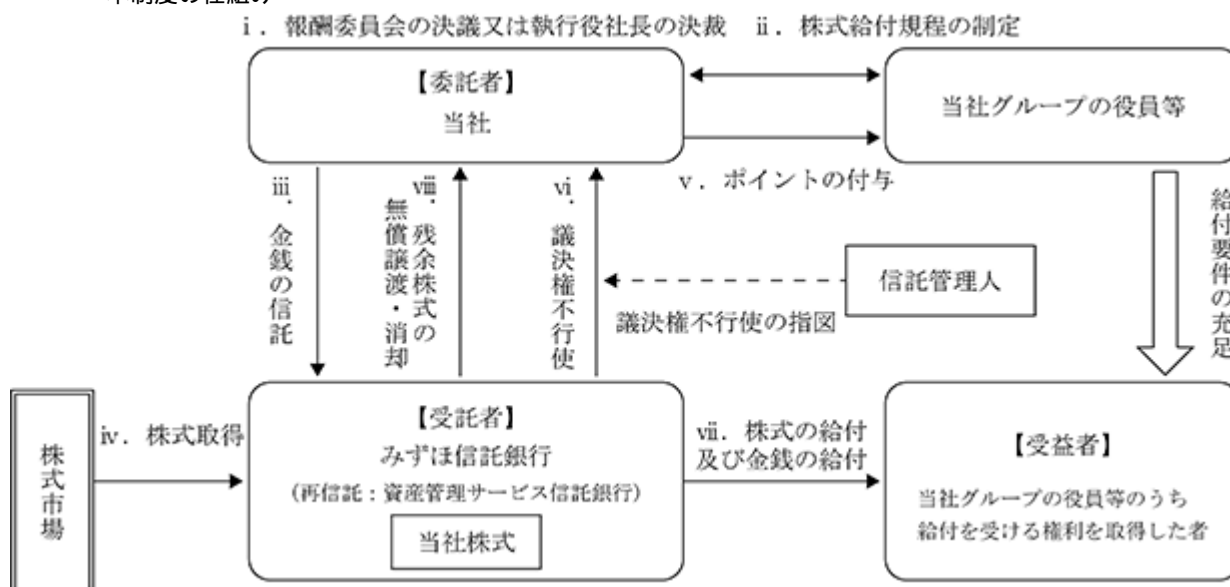 本制度の仕組み
ⅰ．報酬委員会の決議又は執行役社長の決裁　ⅱ．株式給付規程の制定
【委託者】
当社
当社グループの役員等
ⅴ．ポイントの付与
ⅲ．金銭の信託
ⅷ．残余株式の
無償譲渡・消却
ⅵ．議決権不行使
信託管理人
議決権不行使の指図
給付要件の充足
株式市場
ⅳ．株式取得
【受託者】
みずほ信託銀行
(再信託：資産管理サービス信託銀行)
当社株式
ⅶ．株式の給付
及び金銭の給付
【受益者】
当社グループの役員等のうち
給付を受ける権利を取得した者